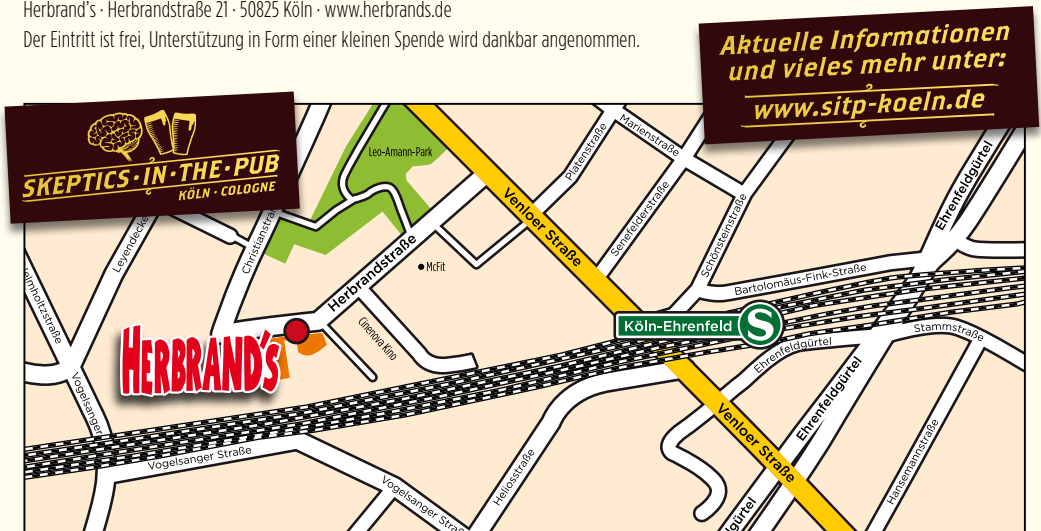 Herbrand's · Herbrandstraße 21 · 50825 Köln · www.herbrands.de
Der Eintritt ist frei, Unterstützung in Form einer kleinen Spende wird dankbar angenommen.
Aktuelle Informationen
und vieles mehr unter:
www.sitp-koeln.de
SKEPTICS·IN·THE·PUB
KÖLN · COLOGNE
Leo-Amann-Park
Platenstraße
Marienstraße
Venloer Straße
Senefelderstraße
Schönsteinstraße
Ehrenfeldgürtel
Herbrandstraße
McFit
Bartolomäus-Fink-Straße
Cinenova Kino
HERBRAND'S
Köln-Ehrenfeld
S
Stammstraße
Ehrenfeldgürtel
Ehrenfeldgürtel
Vogelsanger
Venloer Straße
Vogelsanger Straße
Vogelsanger
Heliosstraße
Hansemannstraße